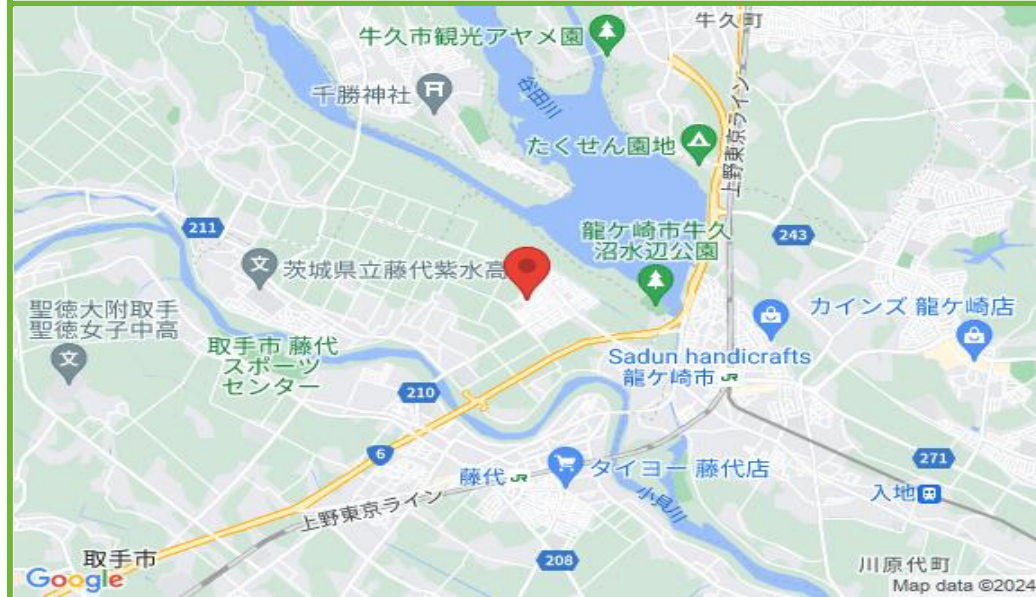 牛久町
牛久市観光アヤメ園
千勝神社
谷田川
たくせん園地
上野東京ライン
211
243
龍ケ崎市牛久
沼水辺公園
茨城県立藤代紫水高
カインズ 龍ケ崎店
聖徳大附取手
聖徳女子中高
取手市 藤代
スポーツ
センター
Sadun handicrafts
龍ケ崎市 JR
210
6
271
藤代 JR
タイヨー 藤代店
入地
小貝川
上野東京ライン
取手市
208
川原代町
Google
Map data ©2024